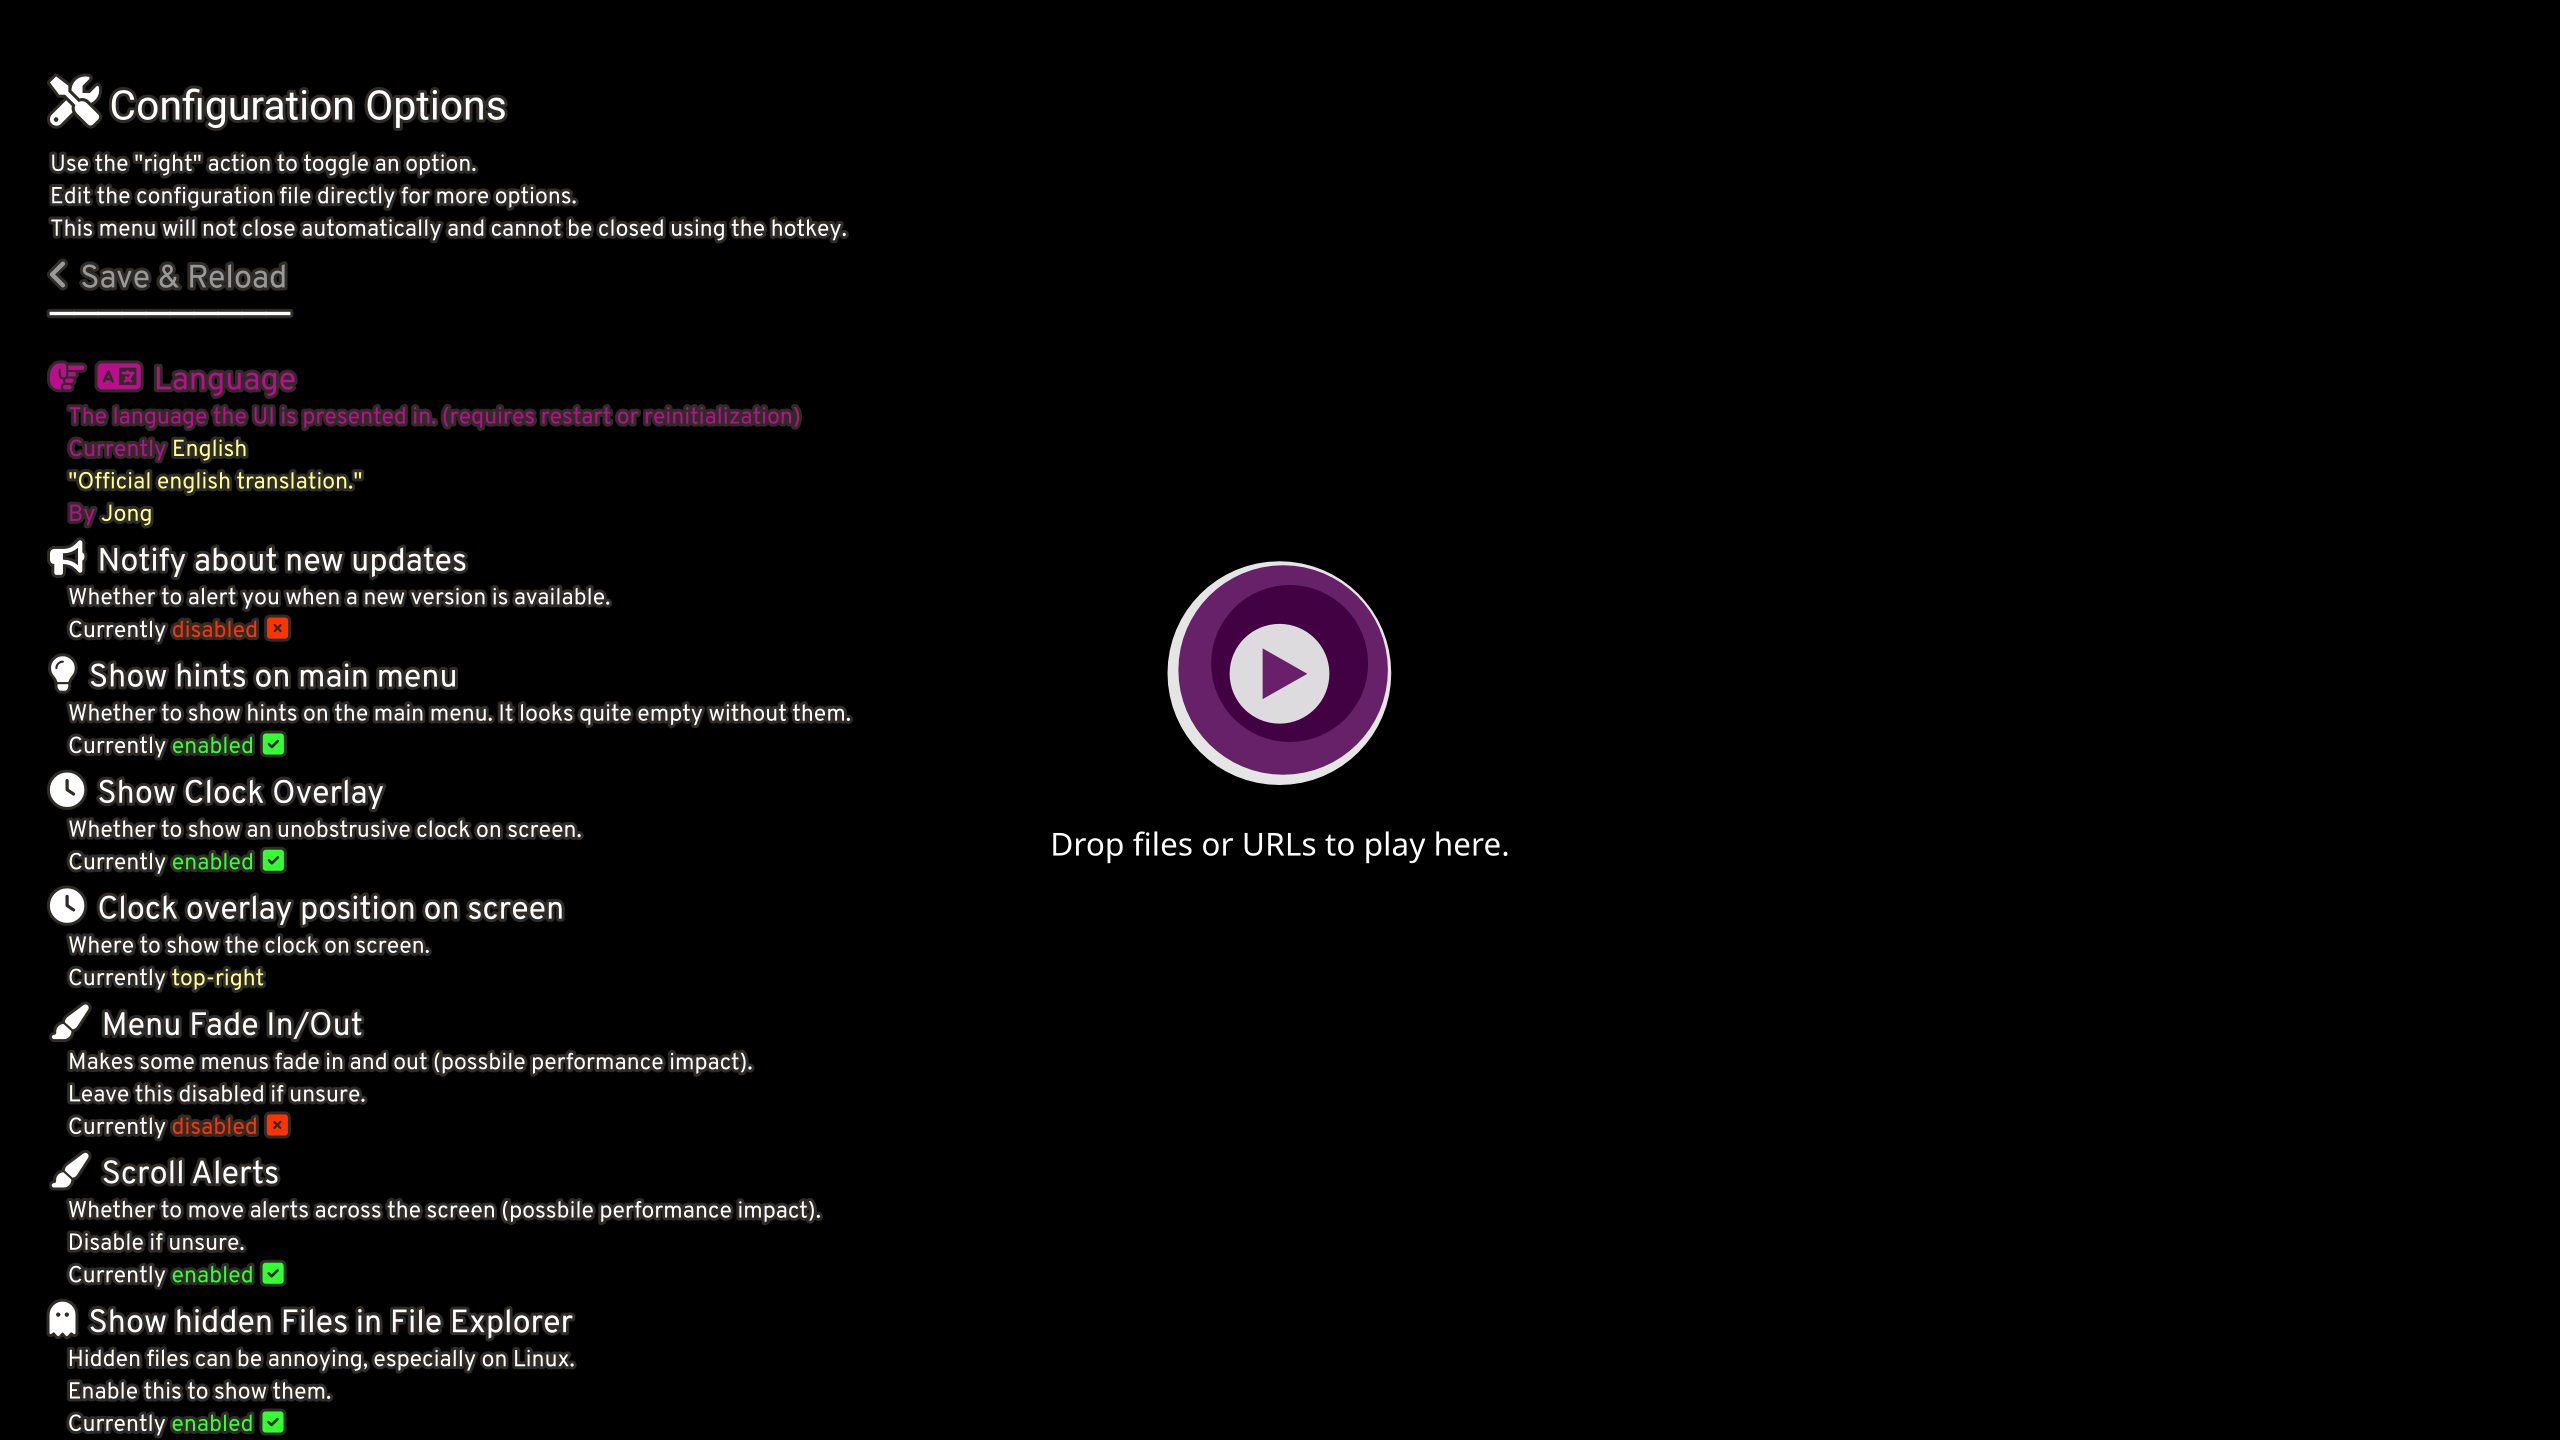 Configuration Options
Use the "right" action to toggle an option.
Edit the configuration file directly for more options.
This menu will not close automatically and cannot be closed using the hotkey.
Save & Reload
Language
The language the UI is presented in. (requires restart or reinitialization)
Currently English
"Official english translation."
By Jong
Notify about new updates
Whether to alert you when a new version is available.
Currently disabled
Show hints on main menu
Whether to show hints on the main menu. It looks quite empty without them.
Currently enabled
Show Clock Overlay
Whether to show an unobstrusive clock on screen.
Currently enabled
Clock overlay position on screen
Where to show the clock on screen.
Currently top-right
Menu Fade In/Out
Makes some menus fade in and out (possbile performance impact).
Leave this disabled if unsure.
Currently disabled
Scroll Alerts
Whether to move alerts across the screen (possbile performance impact).
Disable if unsure.
Currently enabled
Show hidden Files in File Explorer
Hidden files can be annoying, especially on Linux.
Enable this to show them.
Currently enabled
Drop files or URLs to play here.